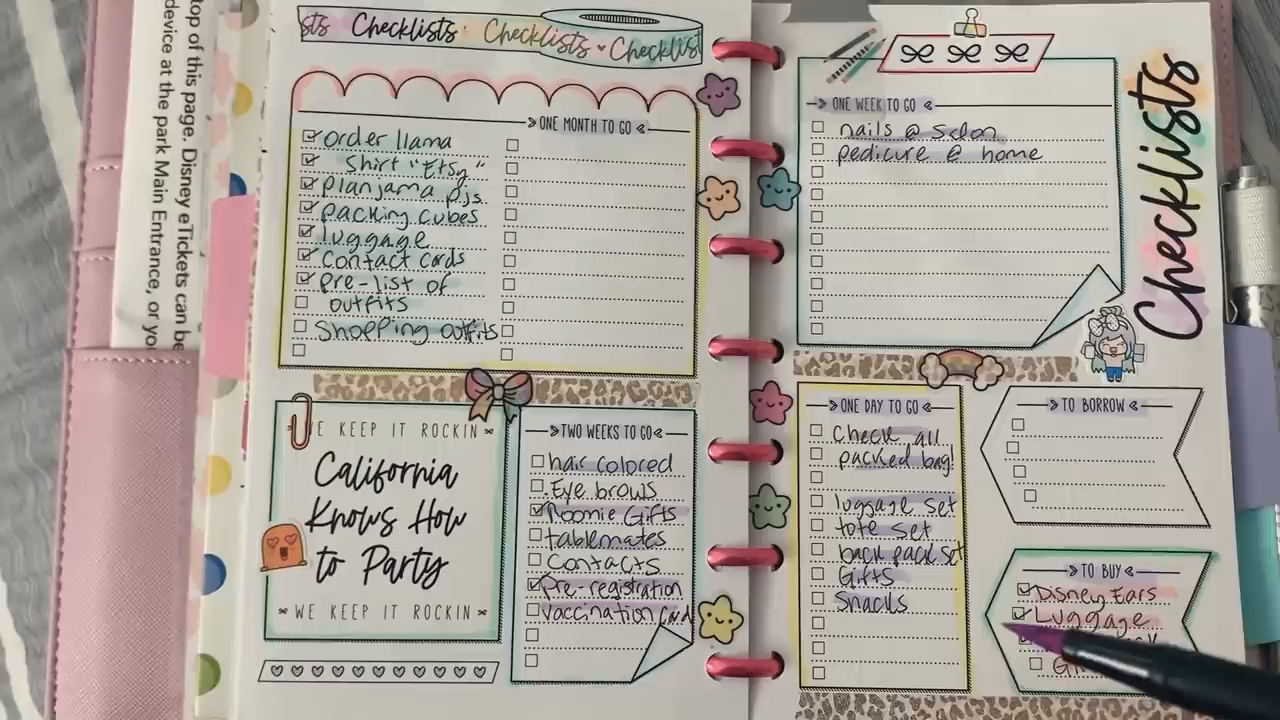 top of this page. Disney eTickets can be
device at the park Main Entrance, or yo
sts Checklists Checklists Checklist
ONE MONTH TO GO
order llama
shirt "Etsy"
planjama pjs
packing cubes
luggage
contact cards
pre-list of
outfits
Shopping outfits
WE KEEP IT ROCKIN
California
Knows How
to Party
WE KEEP IT ROCKIN
TWO WEEKS TO GO
hair colored
Eye brows
Roomie Gifts
tablemates
Contacts
Pre-registration
vaccination Card
ONE WEEK TO GO
nails @ Salon
pedicure @ home
Checklists
ONE DAY TO GO
Check all
packed bag!
luggage set
tote set
back pack set
Gifts
Snacks
TO BORROW
TO BUY
Disney Ears
Luggage